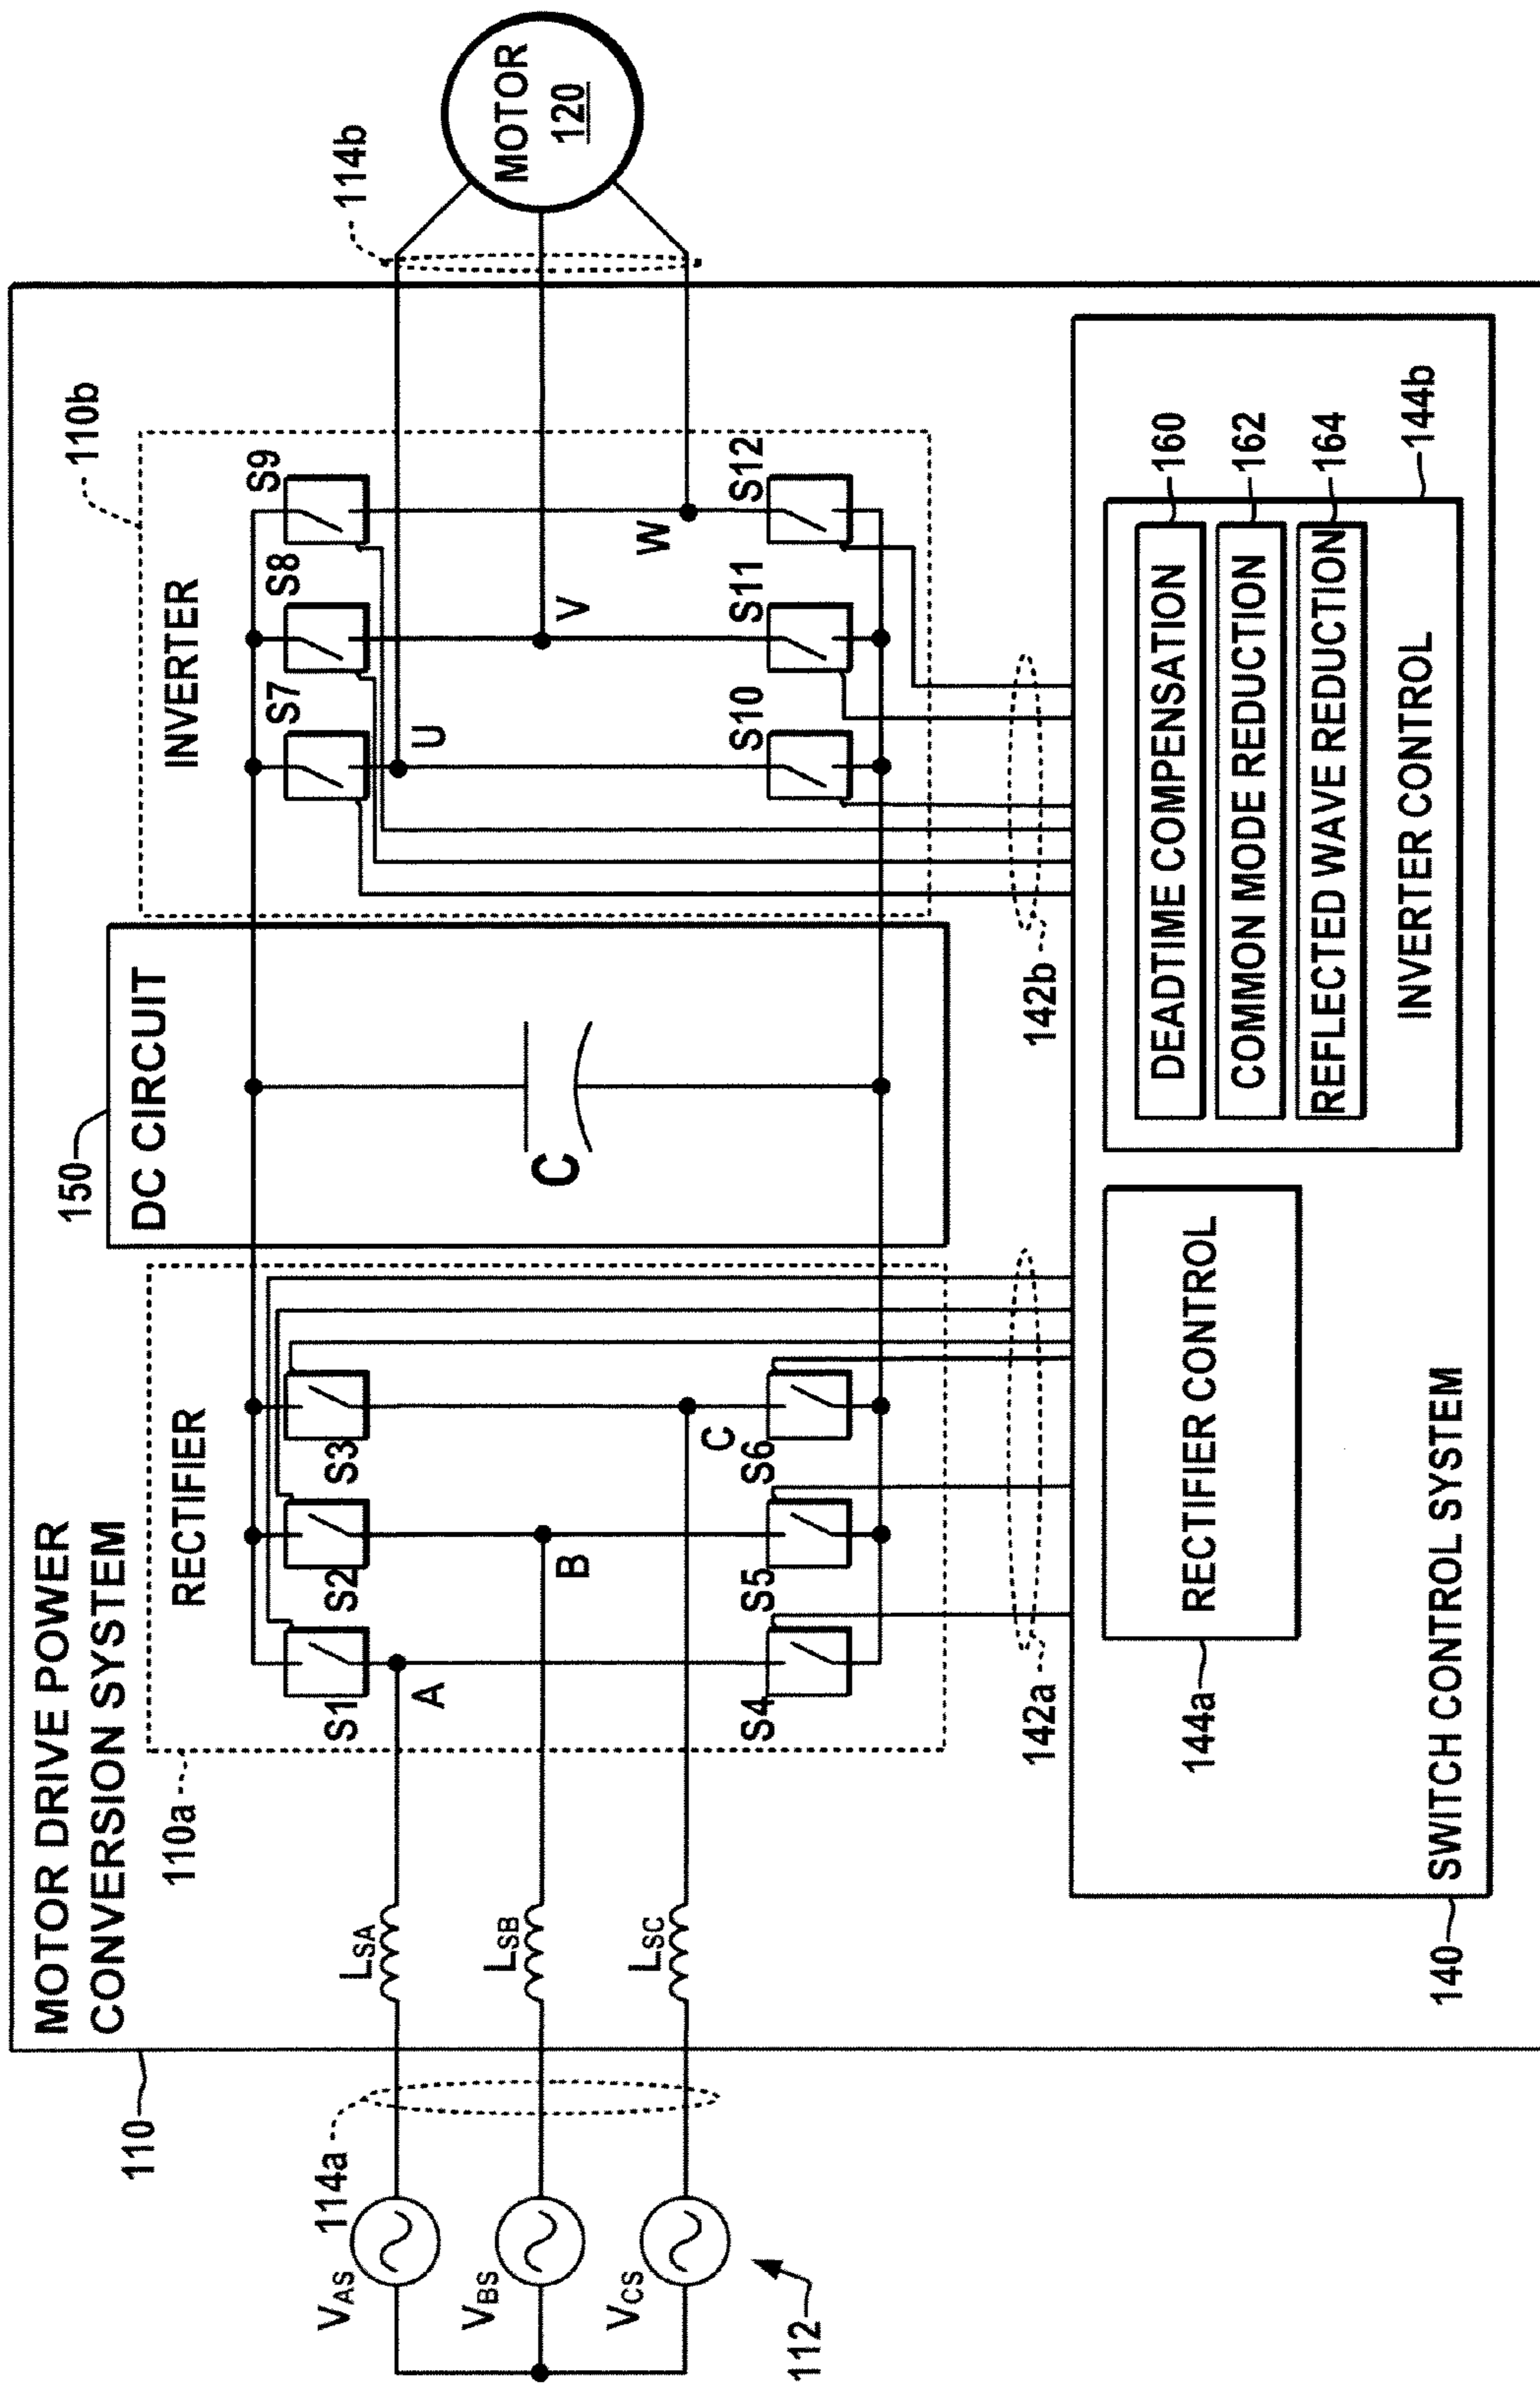 MOTOR DRIVE POWER
CONVERSION SYSTEM
110
112
VAS
VBS
VCS
114a
LSA
LSB
LSC
110a
RECTIFIER
S1
S2
S3
A
B
C
S4
S5
S6
142a
150
DC CIRCUIT
C
110b
INVERTER
S7
S8
S9
U
V
W
S10
S11
S12
142b
114b
MOTOR
120
140
SWITCH CONTROL SYSTEM
144a
RECTIFIER CONTROL
DEADTIME COMPENSATION
160
COMMON MODE REDUCTION
162
REFLECTED WAVE REDUCTION
164
INVERTER CONTROL
144b